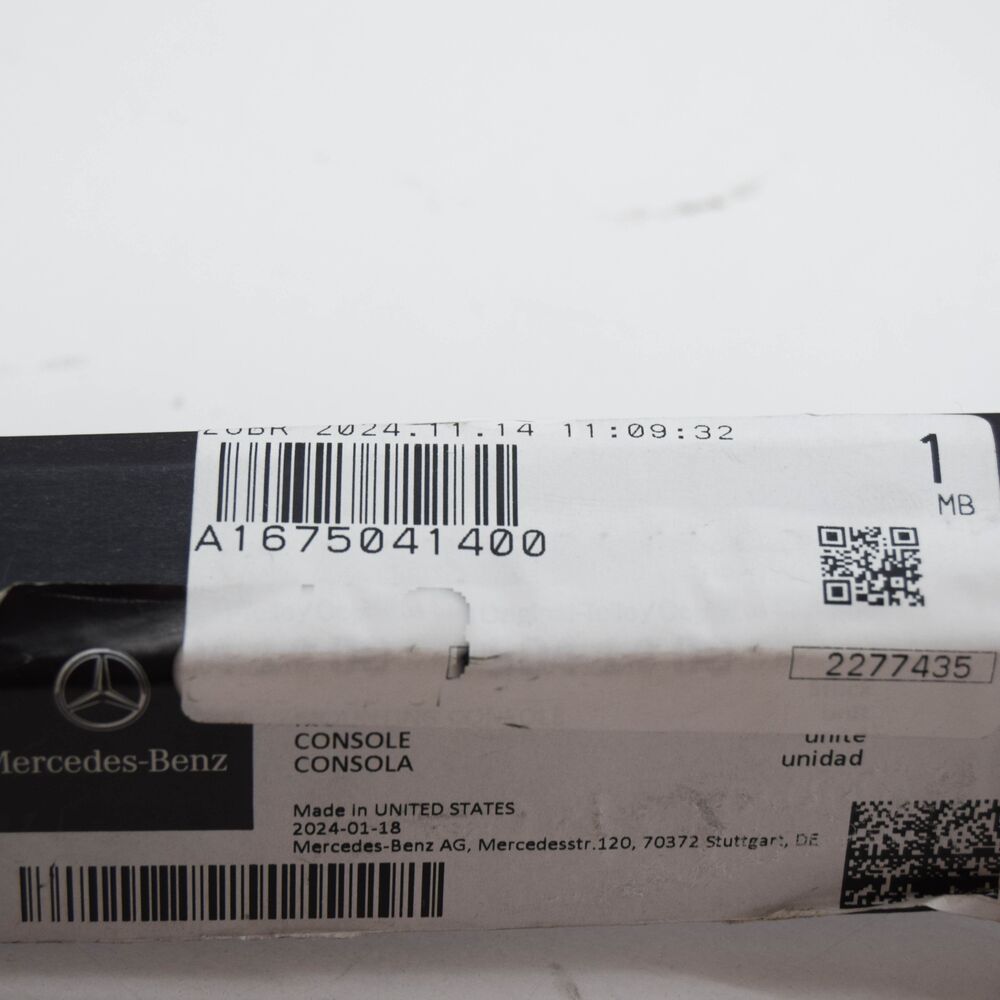 2024.11.14 11:09:32
1
MB
A1675041400
2277435
unité
CONSOLE
unidad
CONSOLA
Mercedes-Benz
Made in UNITED STATES
2024-01-18
Mercedes-Benz AG, Mercedesstr.120, 70372 Stuttgart, DE